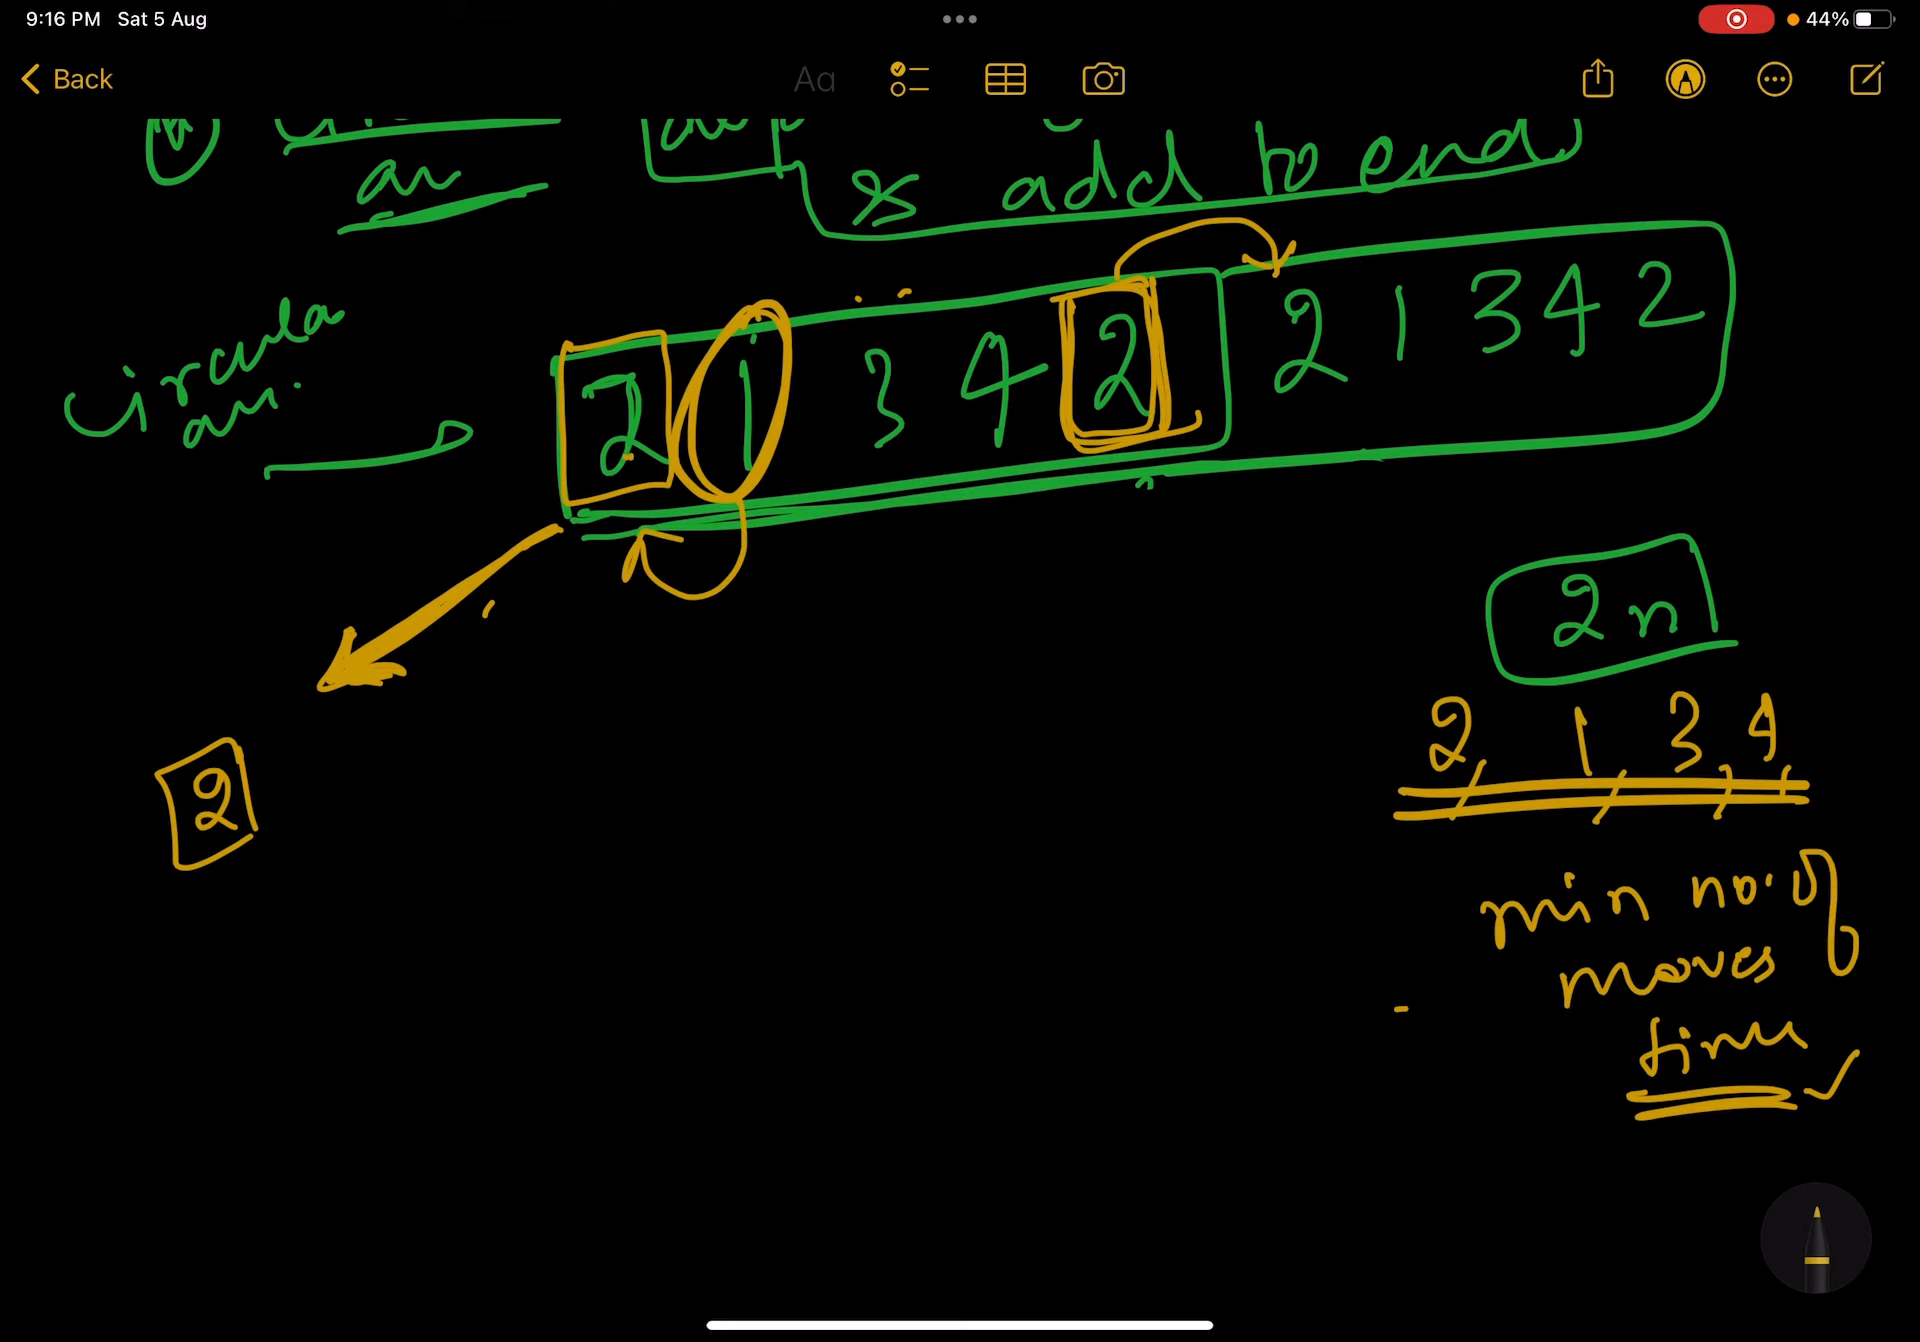 9:16 PM Sat 5 Aug
44%
Back
Aa
arr
& add to end
circular
arr.
2 1 3 4 2 2 1 3 4 2
2n
2, 1, 3, 4,
2
min no. of
moves
time